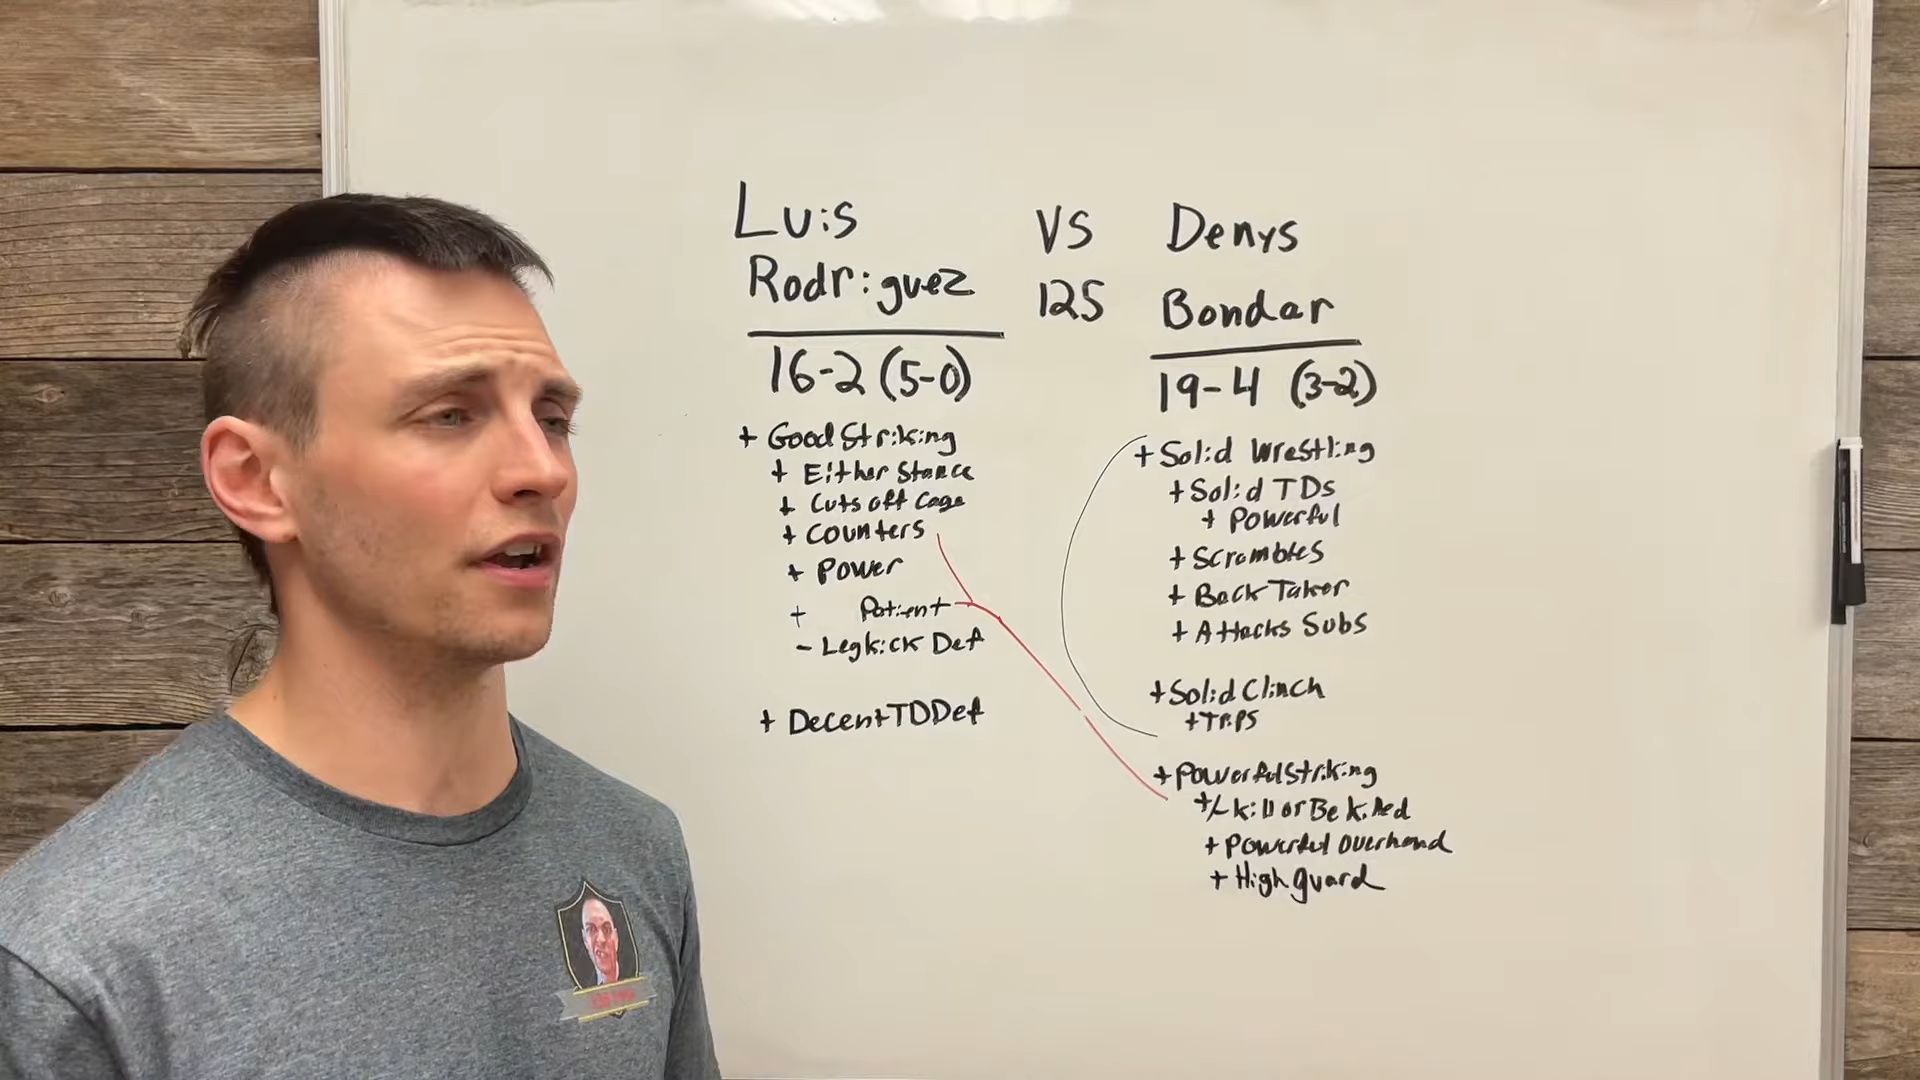 Luis
Rodriguez
16-2 (5-0)
+ Good Striking
+ Either Stance
+ Cuts off Cage
+ Counters
+ Power
+ Patient
- Legkick Def
+ Decent TD Def
VS
125
Denys
Bondar
19-4 (3-2)
+ Solid Wrestling
+ Solid TDs
+ Powerful
+ Scrambles
+ Back Taker
+ Attacks Subs
+ Solid Clinch
+ Trips
+ Powerful Striking
Kill or Be Killed
+ Powerful Overhand
+ High guard